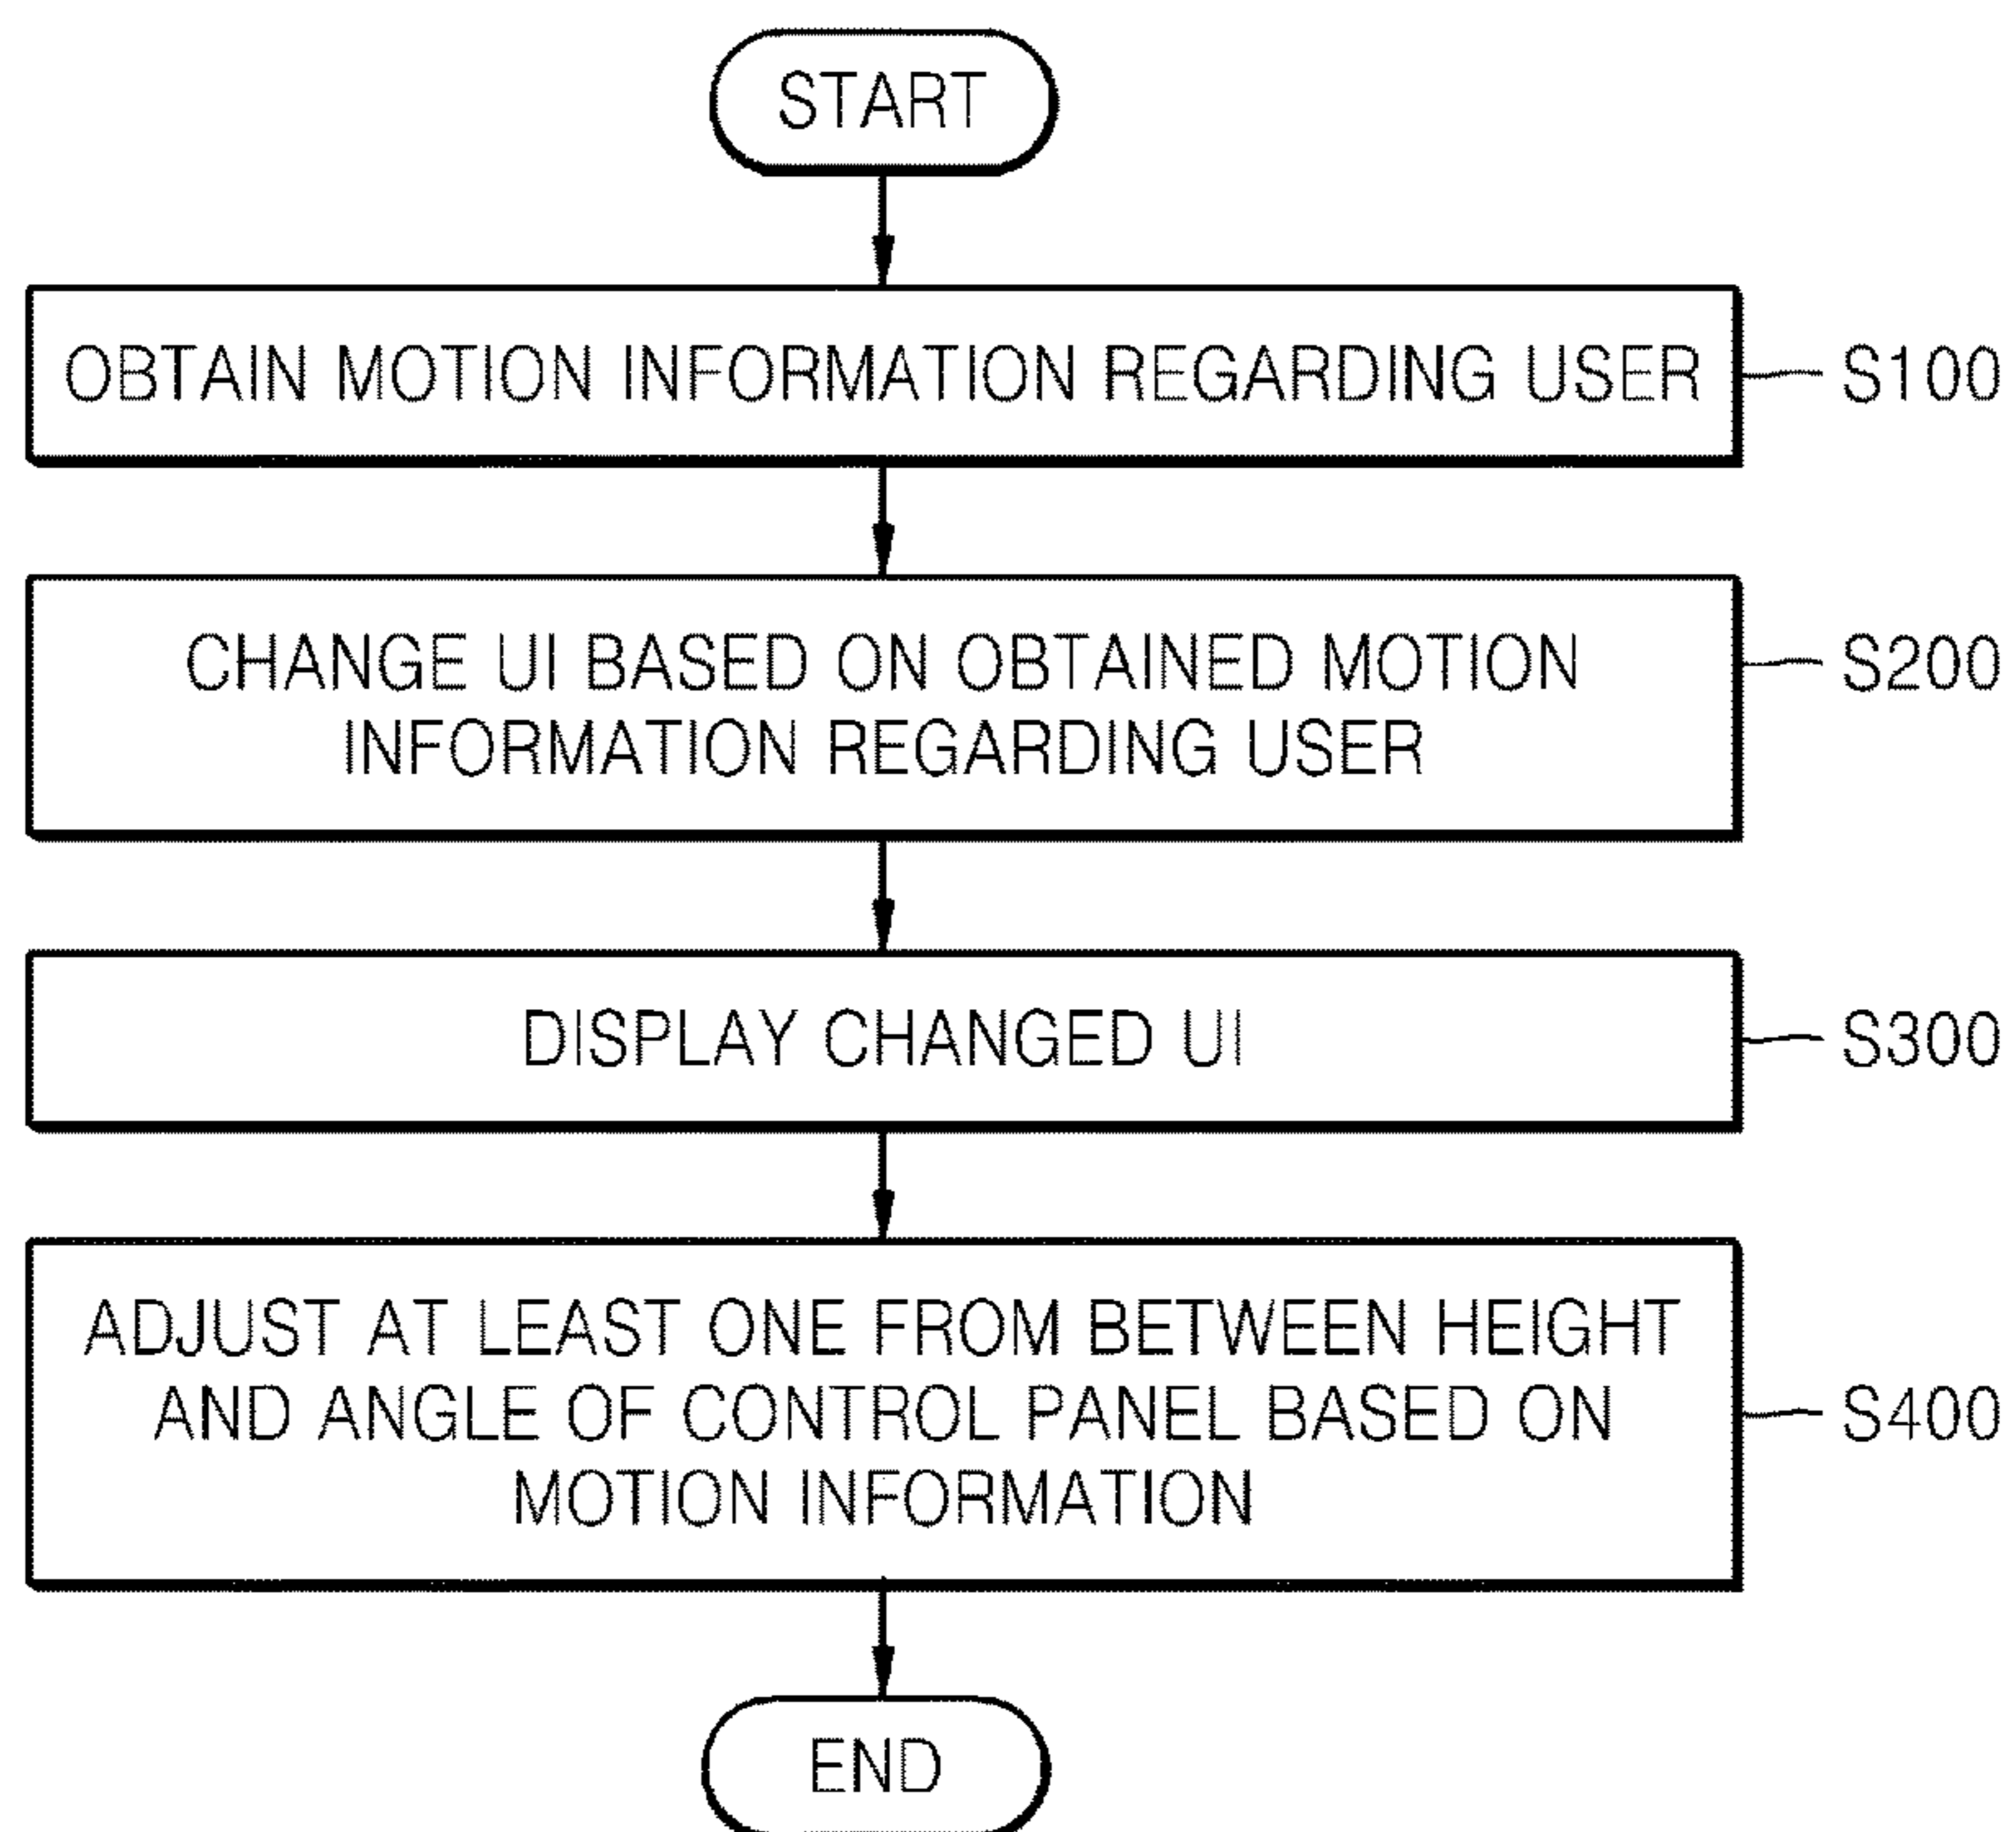 START
OBTAIN MOTION INFORMATION REGARDING USER
S100
CHANGE UI BASED ON OBTAINED MOTION
INFORMATION REGARDING USER
S200
DISPLAY CHANGED UI
S300
ADJUST AT LEAST ONE FROM BETWEEN HEIGHT
AND ANGLE OF CONTROL PANEL BASED ON
MOTION INFORMATION
S400
END